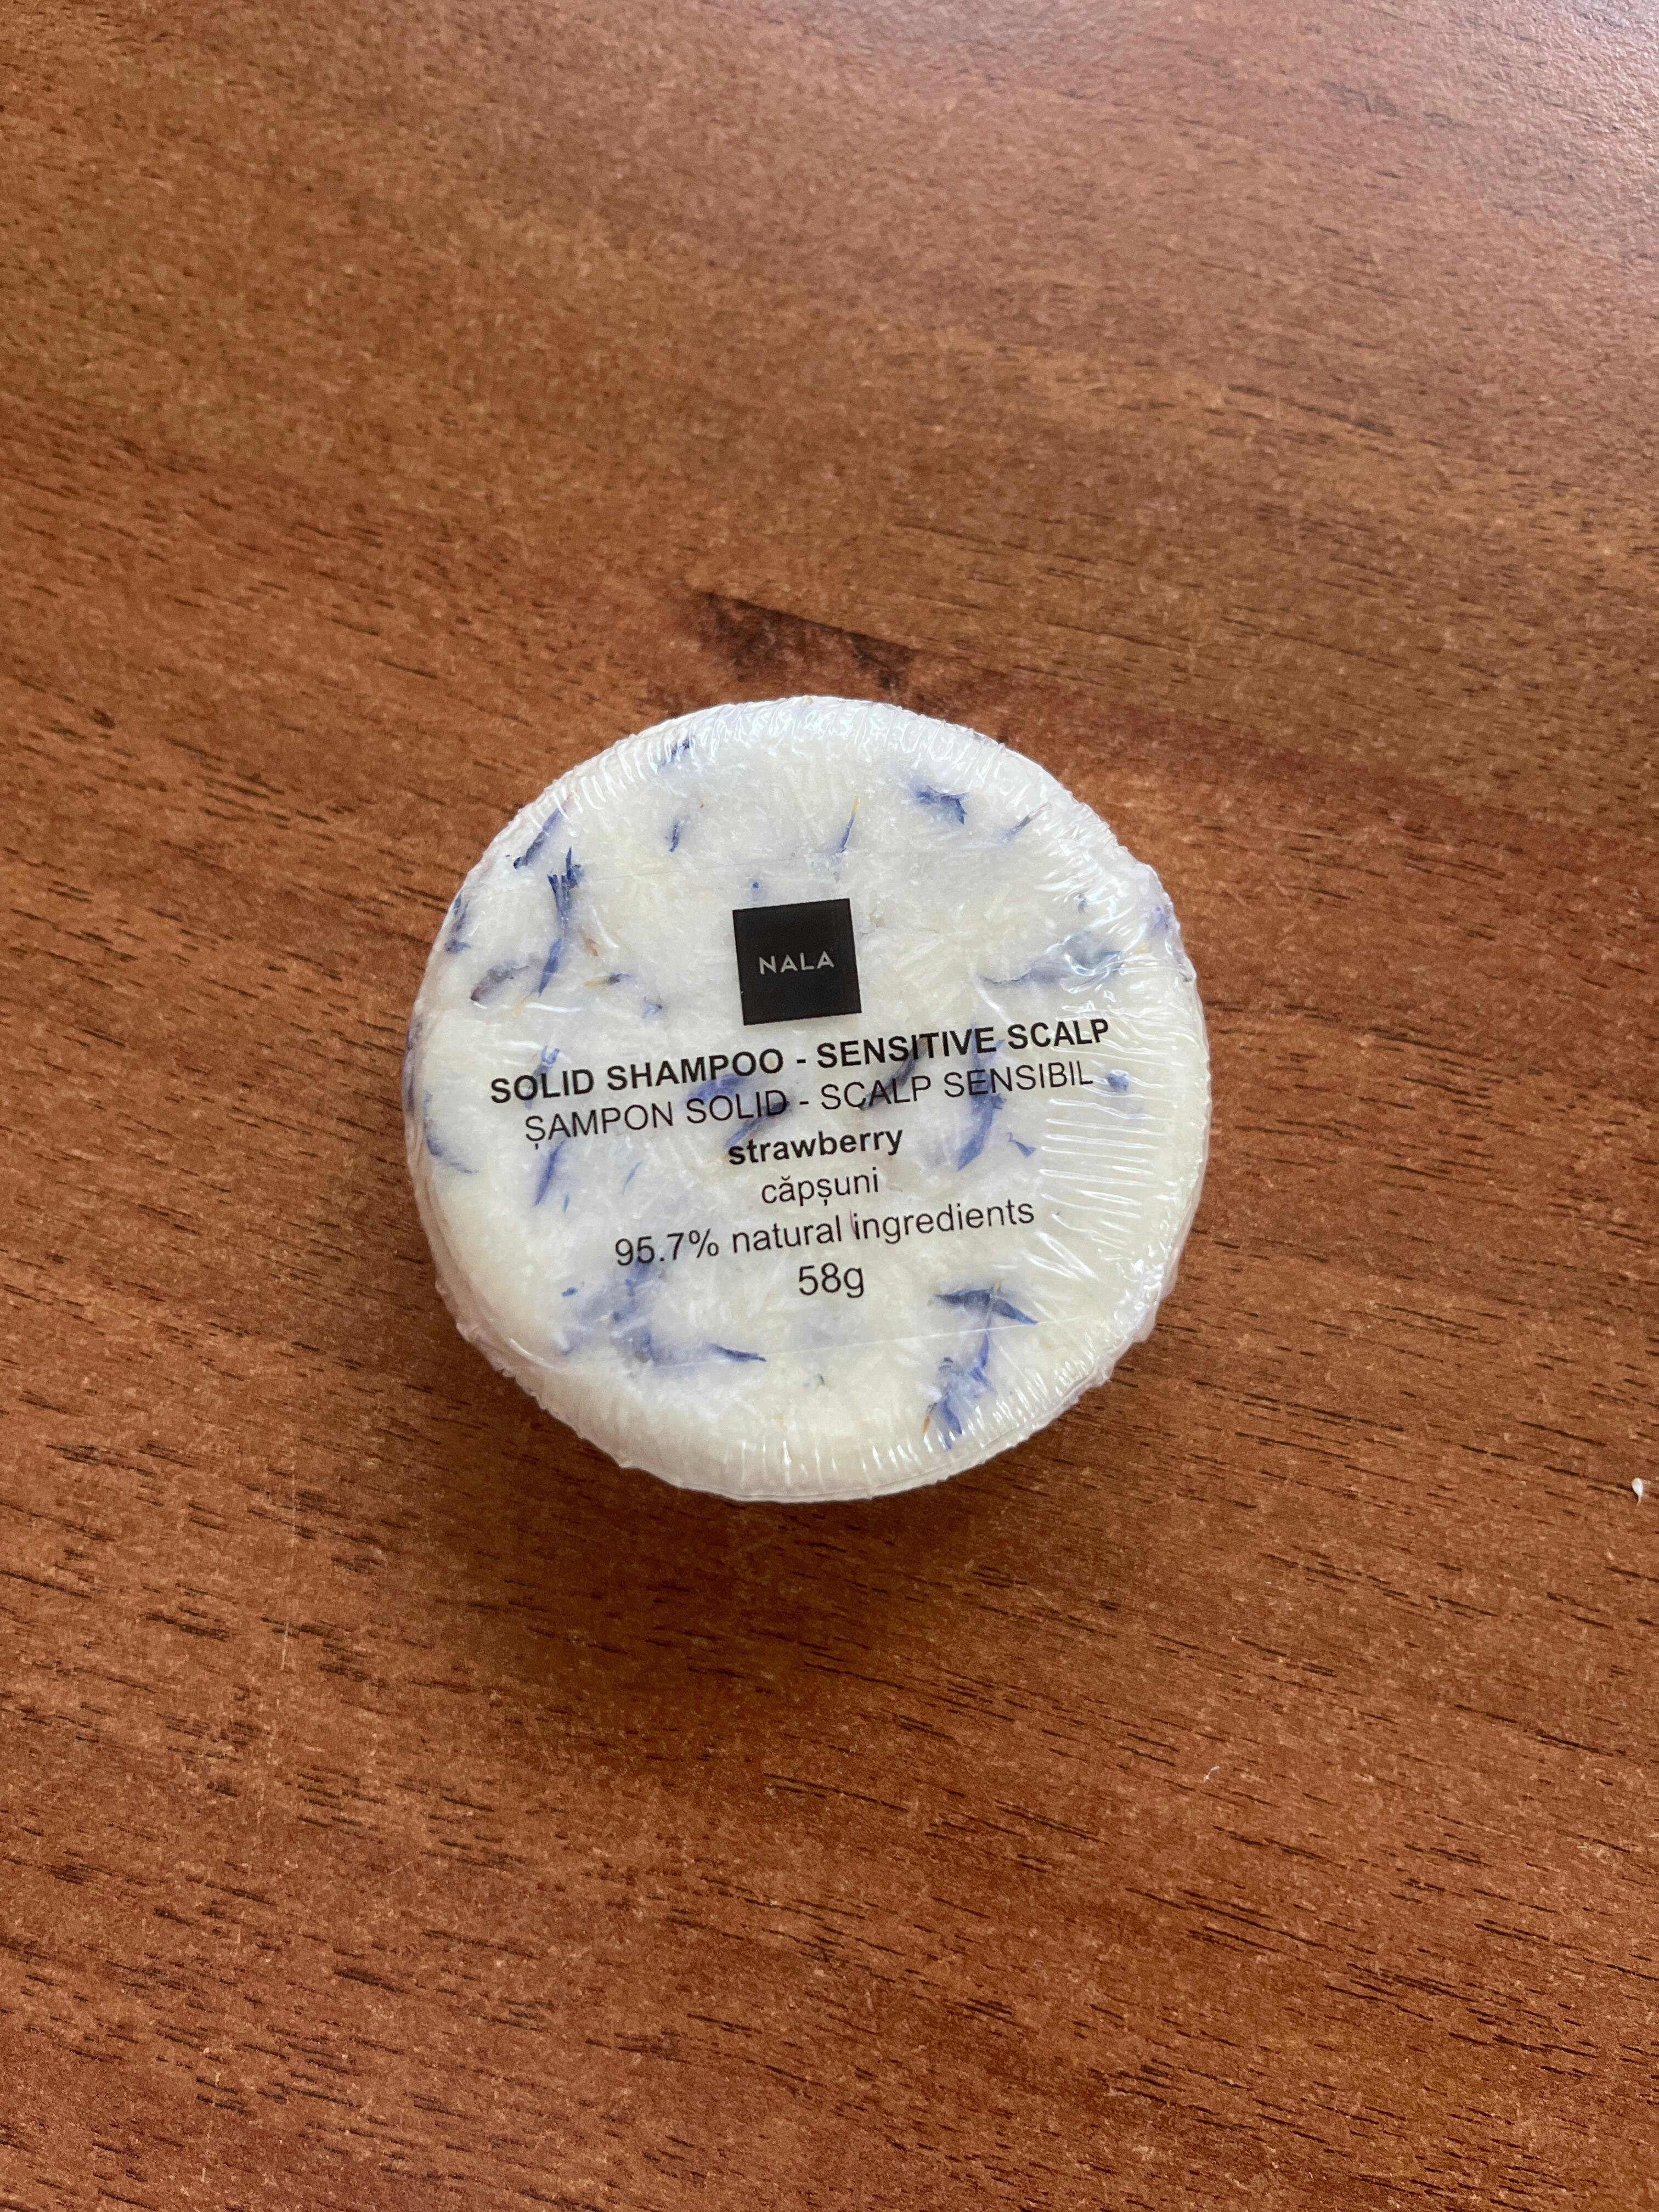 NALA
SOLID SHAMPOO - SENSITIVE SCALP
ȘAMPON SOLID - SCALP SENSIBIL
strawberry
căpșuni
95.7% natural ingredients
58g